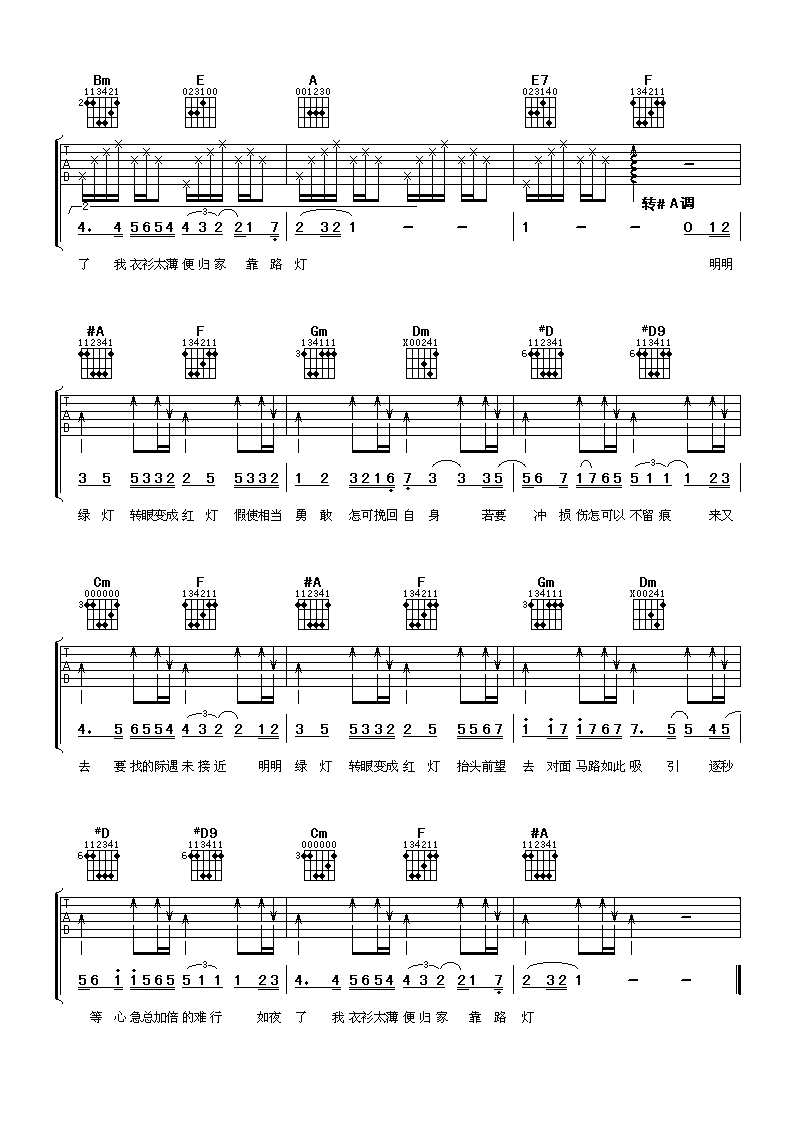 Bm E A E7 F
113421 023100 001230 023140 134211
2
T A B
转#A调
2
4. 4 5654 4 3 2 21 7 2 32 1 - - 1 - - 0 12
了 我 衣衫太薄 便 归 家 靠 路 灯 明明
#A F Gm Dm #D #D9
112341 134211 134111 X00241 112341 113411
3 6 6
T A B
3 5 5332 2 5 5332 1 2 3216 7 3 3 35 56 7 1765 5 1 1 1 23
绿 灯 转眼变成 红 灯 假使相当 勇 敢 怎可挽回 自 身 若要 冲 损 伤怎可以 不留 痕 来又
Cm F #A F Gm Dm
000000 134211 112341 134211 134111 X00241
3 3
T A B
4. 5 6554 4 3 2 2 12 3 5 5332 2 5 5567 1 17 1767 7. 5 5 45
去 要 找的际遇 未 接近 明明 绿 灯 转眼变成 红 灯 抬头前望 去 对面 马路如此 吸 引 逐秒
#D #D9 Cm F #A
112341 113411 000000 134211 112341
6 6 3
T A B
56 1 1565 5 1 1 1 23 4. 4 5654 4 3 2 21 7 2 32 1 - -
等 心 急总加倍 的难 行 如夜 了 我 衣衫太薄 便 归 家 靠 路 灯